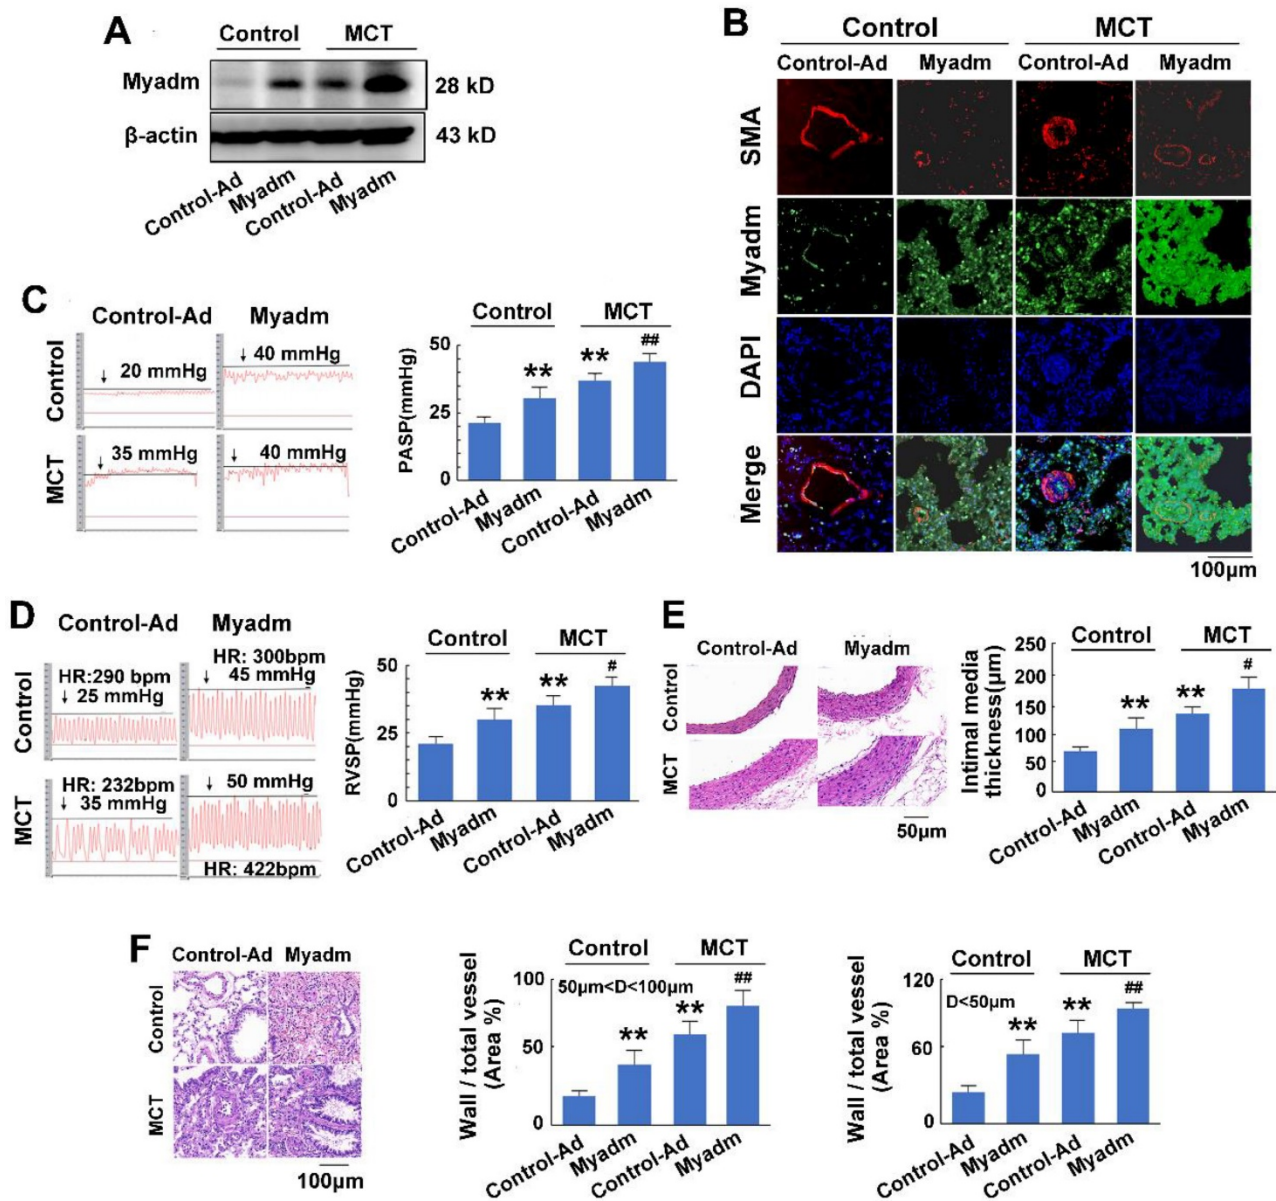 A
Control MCT
Myadm 28 kD
β-actin 43 kD
Control-Ad Myadm Control-Ad Myadm
B
Control MCT
Control-Ad Myadm Control-Ad Myadm
SMA
Myadm
DAPI
Merge
100µm
C
Control-Ad Myadm
Control
20 mmHg
40 mmHg
MCT
35 mmHg
40 mmHg
Control MCT
PASP(mmHg)
50
25
0
**
**
##
Control-Ad Myadm Control-Ad Myadm
D
Control-Ad Myadm
Control
HR:290 bpm
25 mmHg
HR: 300bpm
45 mmHg
MCT
HR: 232bpm
35 mmHg
50 mmHg
HR: 422bpm
Control MCT
RVSP(mmHg)
50
25
0
**
**
#
Control-Ad Myadm Control-Ad Myadm
E
Control-Ad Myadm
Control
MCT
50µm
Control MCT
Intimal media
thickness(µm)
250
200
150
100
50
0
**
**
#
Control-Ad Myadm Control-Ad Myadm
F
Control-Ad Myadm
Control
MCT
100µm
Control MCT
50µm<D<100µm
Wall / total vessel
(Area %)
100
50
0
**
**
##
Control-Ad Myadm Control-Ad Myadm
Control MCT
D<50µm
Wall / total vessel
(Area %)
120
60
0
**
**
##
Control-Ad Myadm Control-Ad Myadm